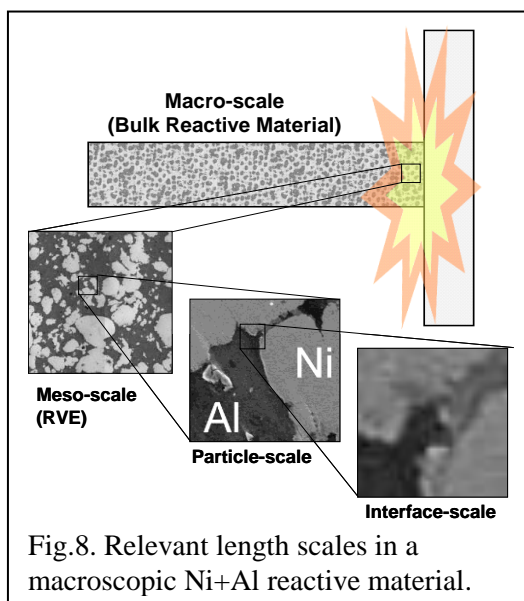 Macro-scale
(Bulk Reactive Material)
Meso-scale
(RVE)
Ni
Al
Particle-scale
Interface-scale
Fig.8. Relevant length scales in a
macroscopic Ni+Al reactive material.